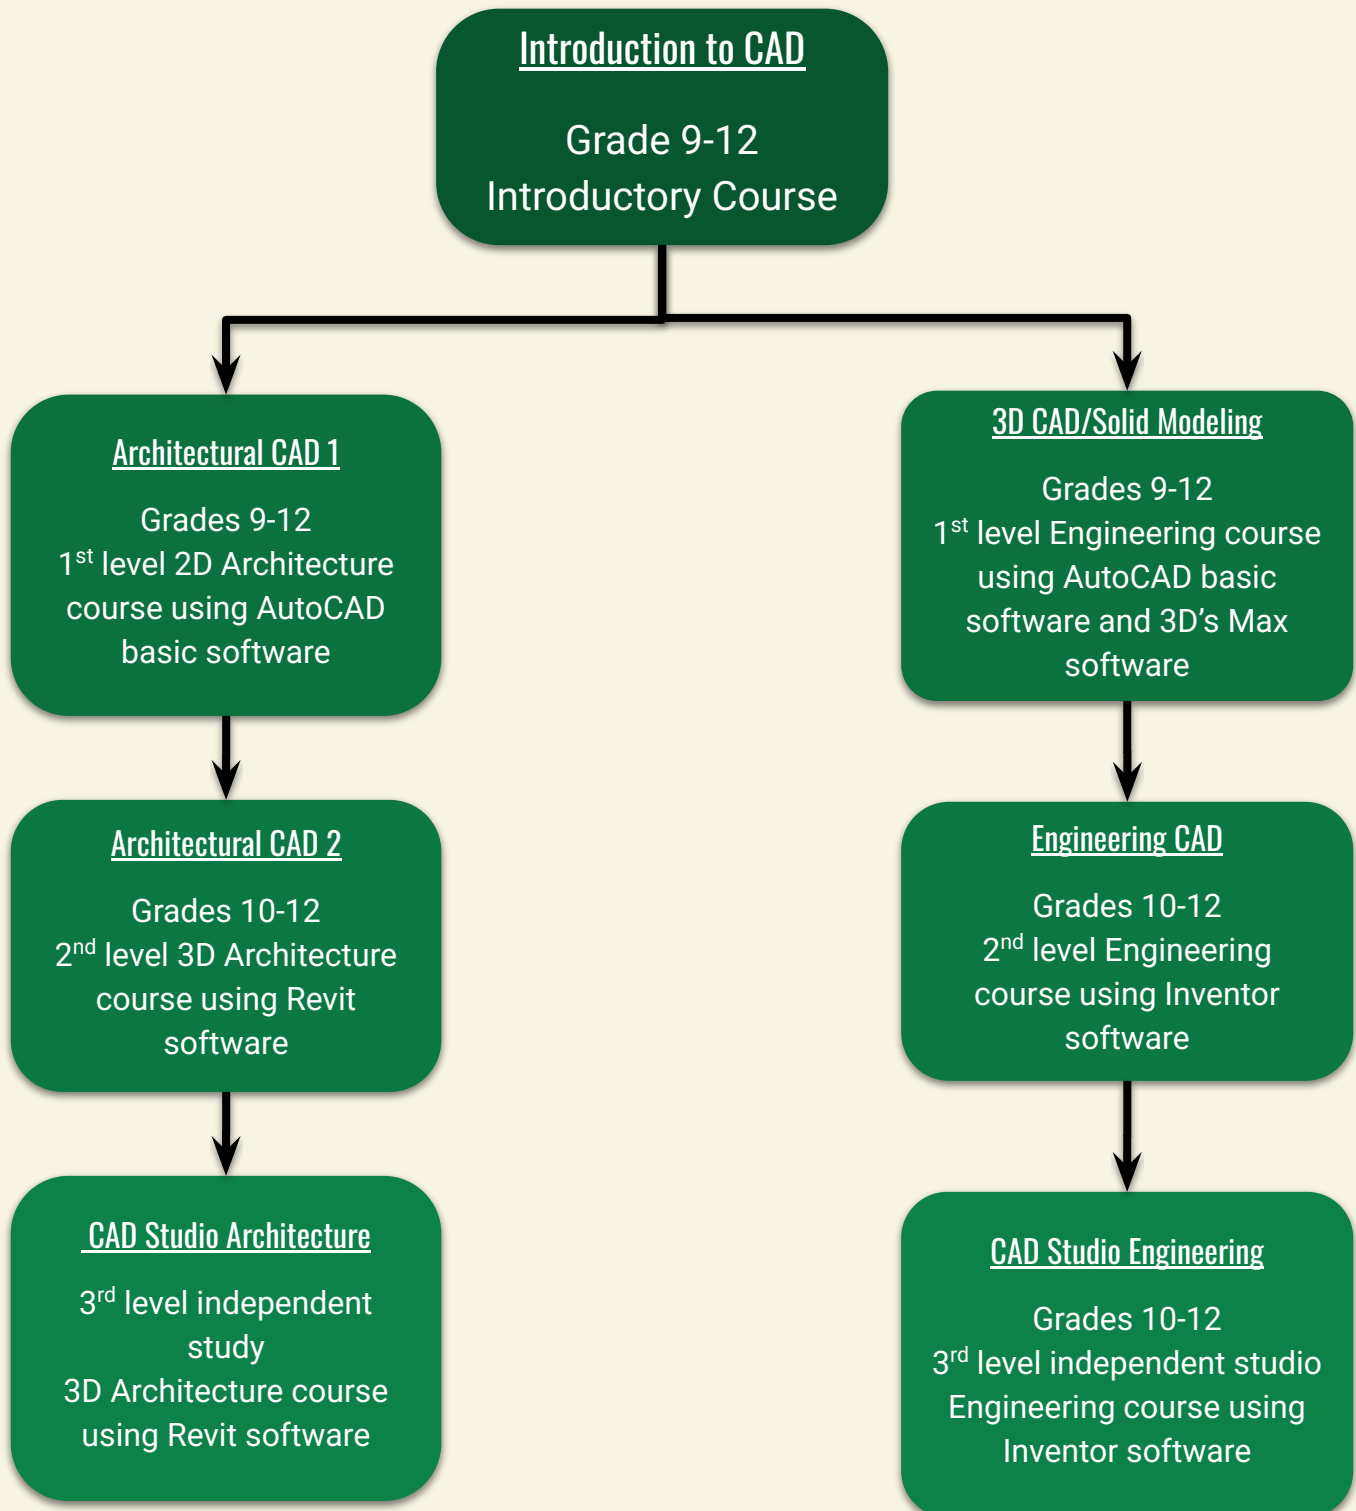 Introduction to CAD
Grade 9-12
Introductory Course
Architectural CAD 1
Grades 9-12
1st level 2D Architecture
course using AutoCAD
basic software
3D CAD/Solid Modeling
Grades 9-12
1st level Engineering course
using AutoCAD basic
software and 3D’s Max
software
Architectural CAD 2
Grades 10-12
2nd level 3D Architecture
course using Revit
software
Engineering CAD
Grades 10-12
2nd level Engineering
course using Inventor
software
CAD Studio Architecture
3rd level independent
study
3D Architecture course
using Revit software
CAD Studio Engineering
Grades 10-12
3rd level independent studio
Engineering course using
Inventor software